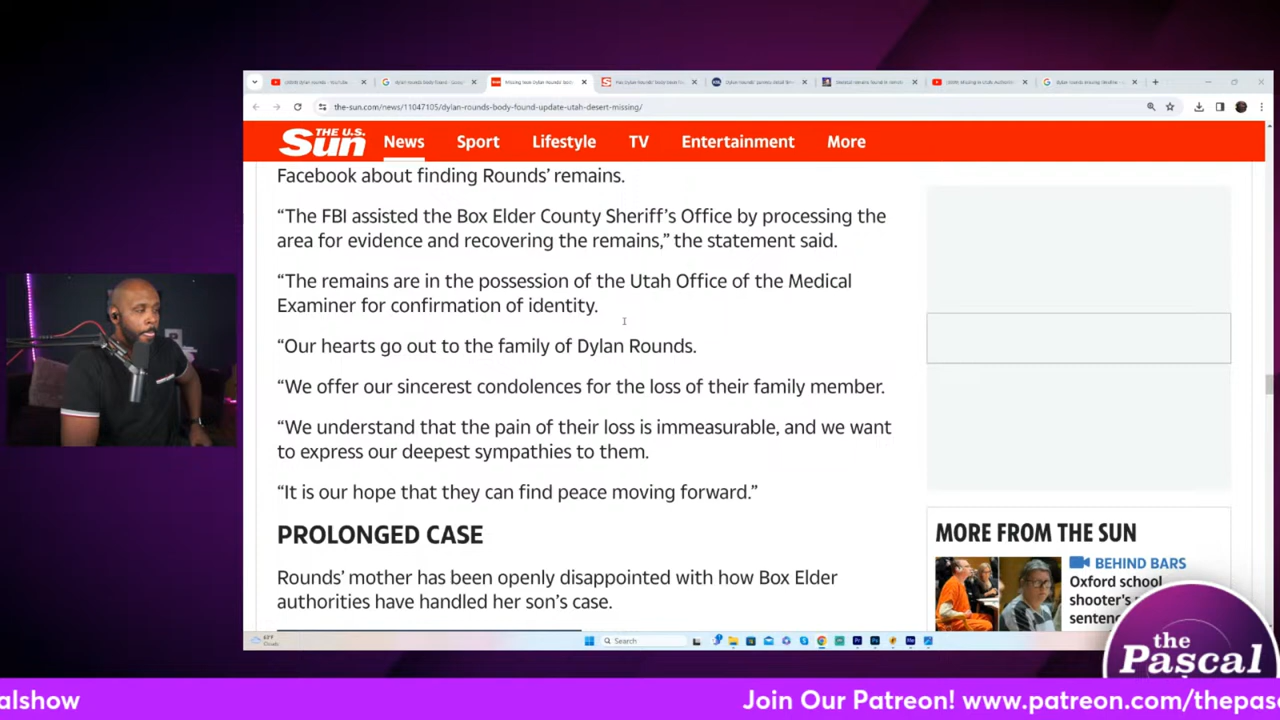 the-sun.com/news/11047105/dylan-rounds-body-found-update-utah-desert-missing/
THE U.S.
Sun
News Sport Lifestyle TV Entertainment More
Facebook about finding Rounds’ remains.
“The FBI assisted the Box Elder County Sheriff’s Office by processing the
area for evidence and recovering the remains,” the statement said.
“The remains are in the possession of the Utah Office of the Medical
Examiner for confirmation of identity.
“Our hearts go out to the family of Dylan Rounds.
“We offer our sincerest condolences for the loss of their family member.
“We understand that the pain of their loss is immeasurable, and we want
to express our deepest sympathies to them.
“It is our hope that they can find peace moving forward.”
PROLONGED CASE
Rounds’ mother has been openly disappointed with how Box Elder
authorities have handled her son’s case.
MORE FROM THE SUN
BEHIND BARS
Oxford school
shooter's
Search
the
Pascal
alshow
Join Our Patreon! www.patreon.com/thepas